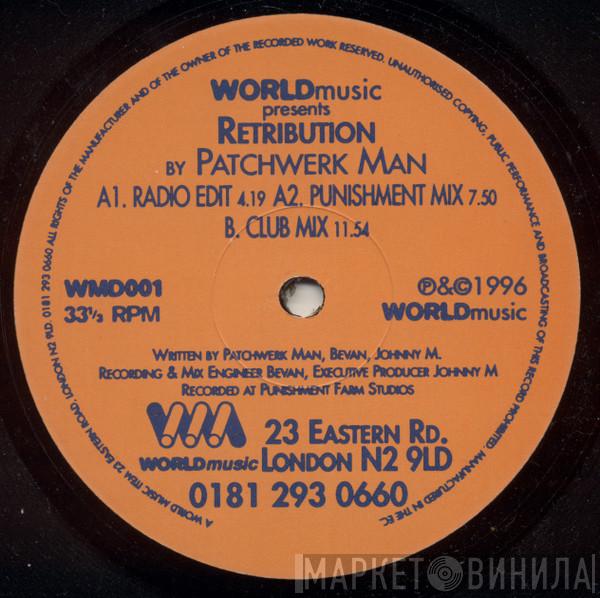 WORLDmusic
presents
RETRIBUTION
BY PATCHWERK MAN
A1. RADIO EDIT 4.19 A2. PUNISHMENT MIX 7.50
B. CLUB MIX 11.54
WMD001
33⅓ RPM
℗&©1996
WORLDmusic
WRITTEN BY PATCHWERK MAN, BEVAN, JOHNNY M.
RECORDING & MIX ENGINEER BEVAN, EXECUTIVE PRODUCER JOHNNY M
RECORDED AT PUNISHMENT FARM STUDIOS
WM
WORLDmusic
23 EASTERN RD.
LONDON N2 9LD
0181 293 0660
A WORLD MUSIC ITEM 23 EASTERN ROAD, LONDON N2 9LD. 0181 293 0660 ALL RIGHTS OF THE MANUFACTURER AND OF THE OWNER OF THE RECORDED WORK RESERVED. UNAUTHORISED COPYING, PUBLIC PERFORMANCE AND BROADCASTING OF THIS RECORD PROHIBITED. MANUFACTURED IN THE EC.
МАРКЕТ ВИНИЛА